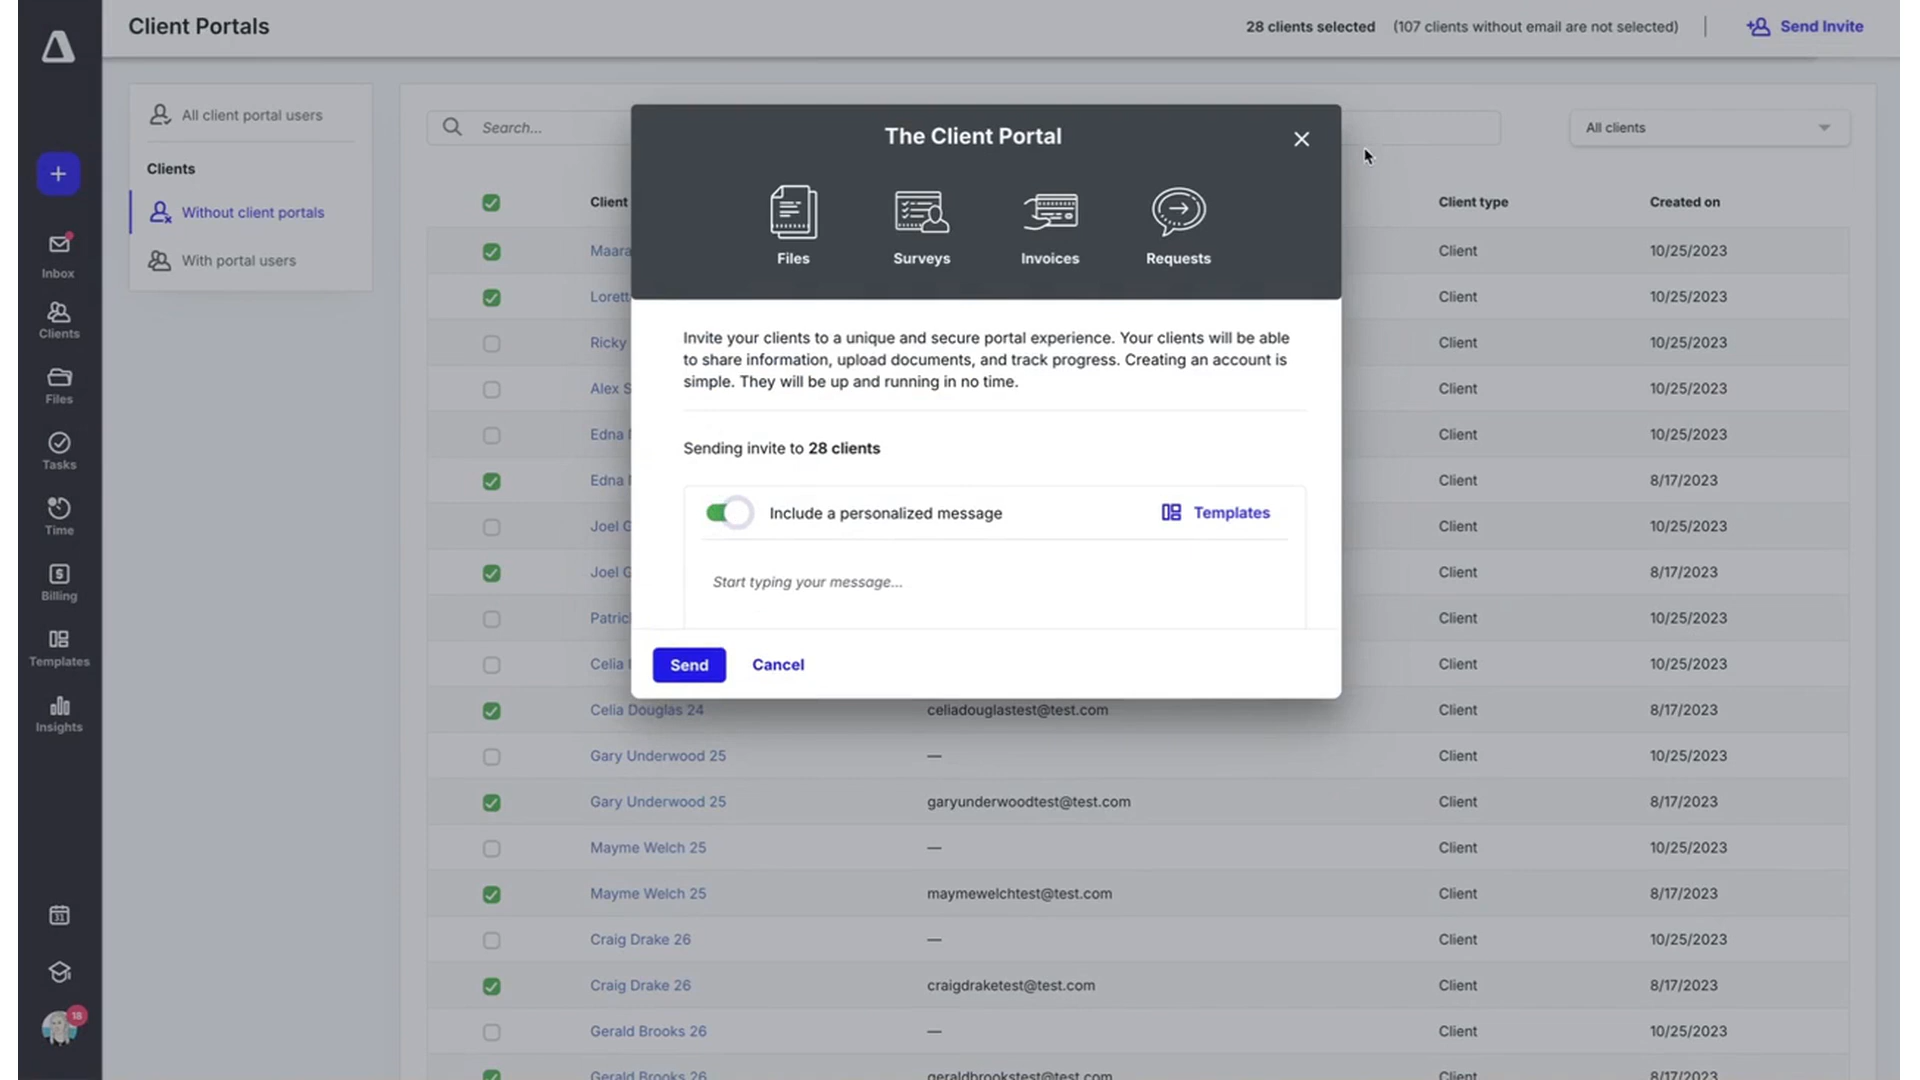 Client Portals
28 clients selected (107 clients without email are not selected) Send Invite
All client portal users
Clients
Without client portals
With portal users
Inbox
Clients
Files
Tasks
Time
Billing
Templates
Insights
31
18
Search...
All clients
The Client Portal
Files Surveys Invoices Requests
Invite your clients to a unique and secure portal experience. Your clients will be able
to share information, upload documents, and track progress. Creating an account is
simple. They will be up and running in no time.
Sending invite to 28 clients
Include a personalized message Templates
Start typing your message...
Send Cancel
Client Client type Created on
Maara Client 10/25/2023
Lorett Client 10/25/2023
Ricky Client 10/25/2023
Alex S Client 10/25/2023
Edna Client 10/25/2023
Edna Client 8/17/2023
Joel G Client 10/25/2023
Joel G Client 8/17/2023
Patric Client 10/25/2023
Celia Client 10/25/2023
Celia Douglas 24 celiadouglastest@test.com Client 8/17/2023
Gary Underwood 25 — Client 10/25/2023
Gary Underwood 25 garyunderwoodtest@test.com Client 8/17/2023
Mayme Welch 25 — Client 10/25/2023
Mayme Welch 25 maymewelchtest@test.com Client 8/17/2023
Craig Drake 26 — Client 10/25/2023
Craig Drake 26 craigdraketest@test.com Client 8/17/2023
Gerald Brooks 26 — Client 10/25/2023
Gerald Brooks 26 geraldbrookstest@test.com Client 8/17/2023